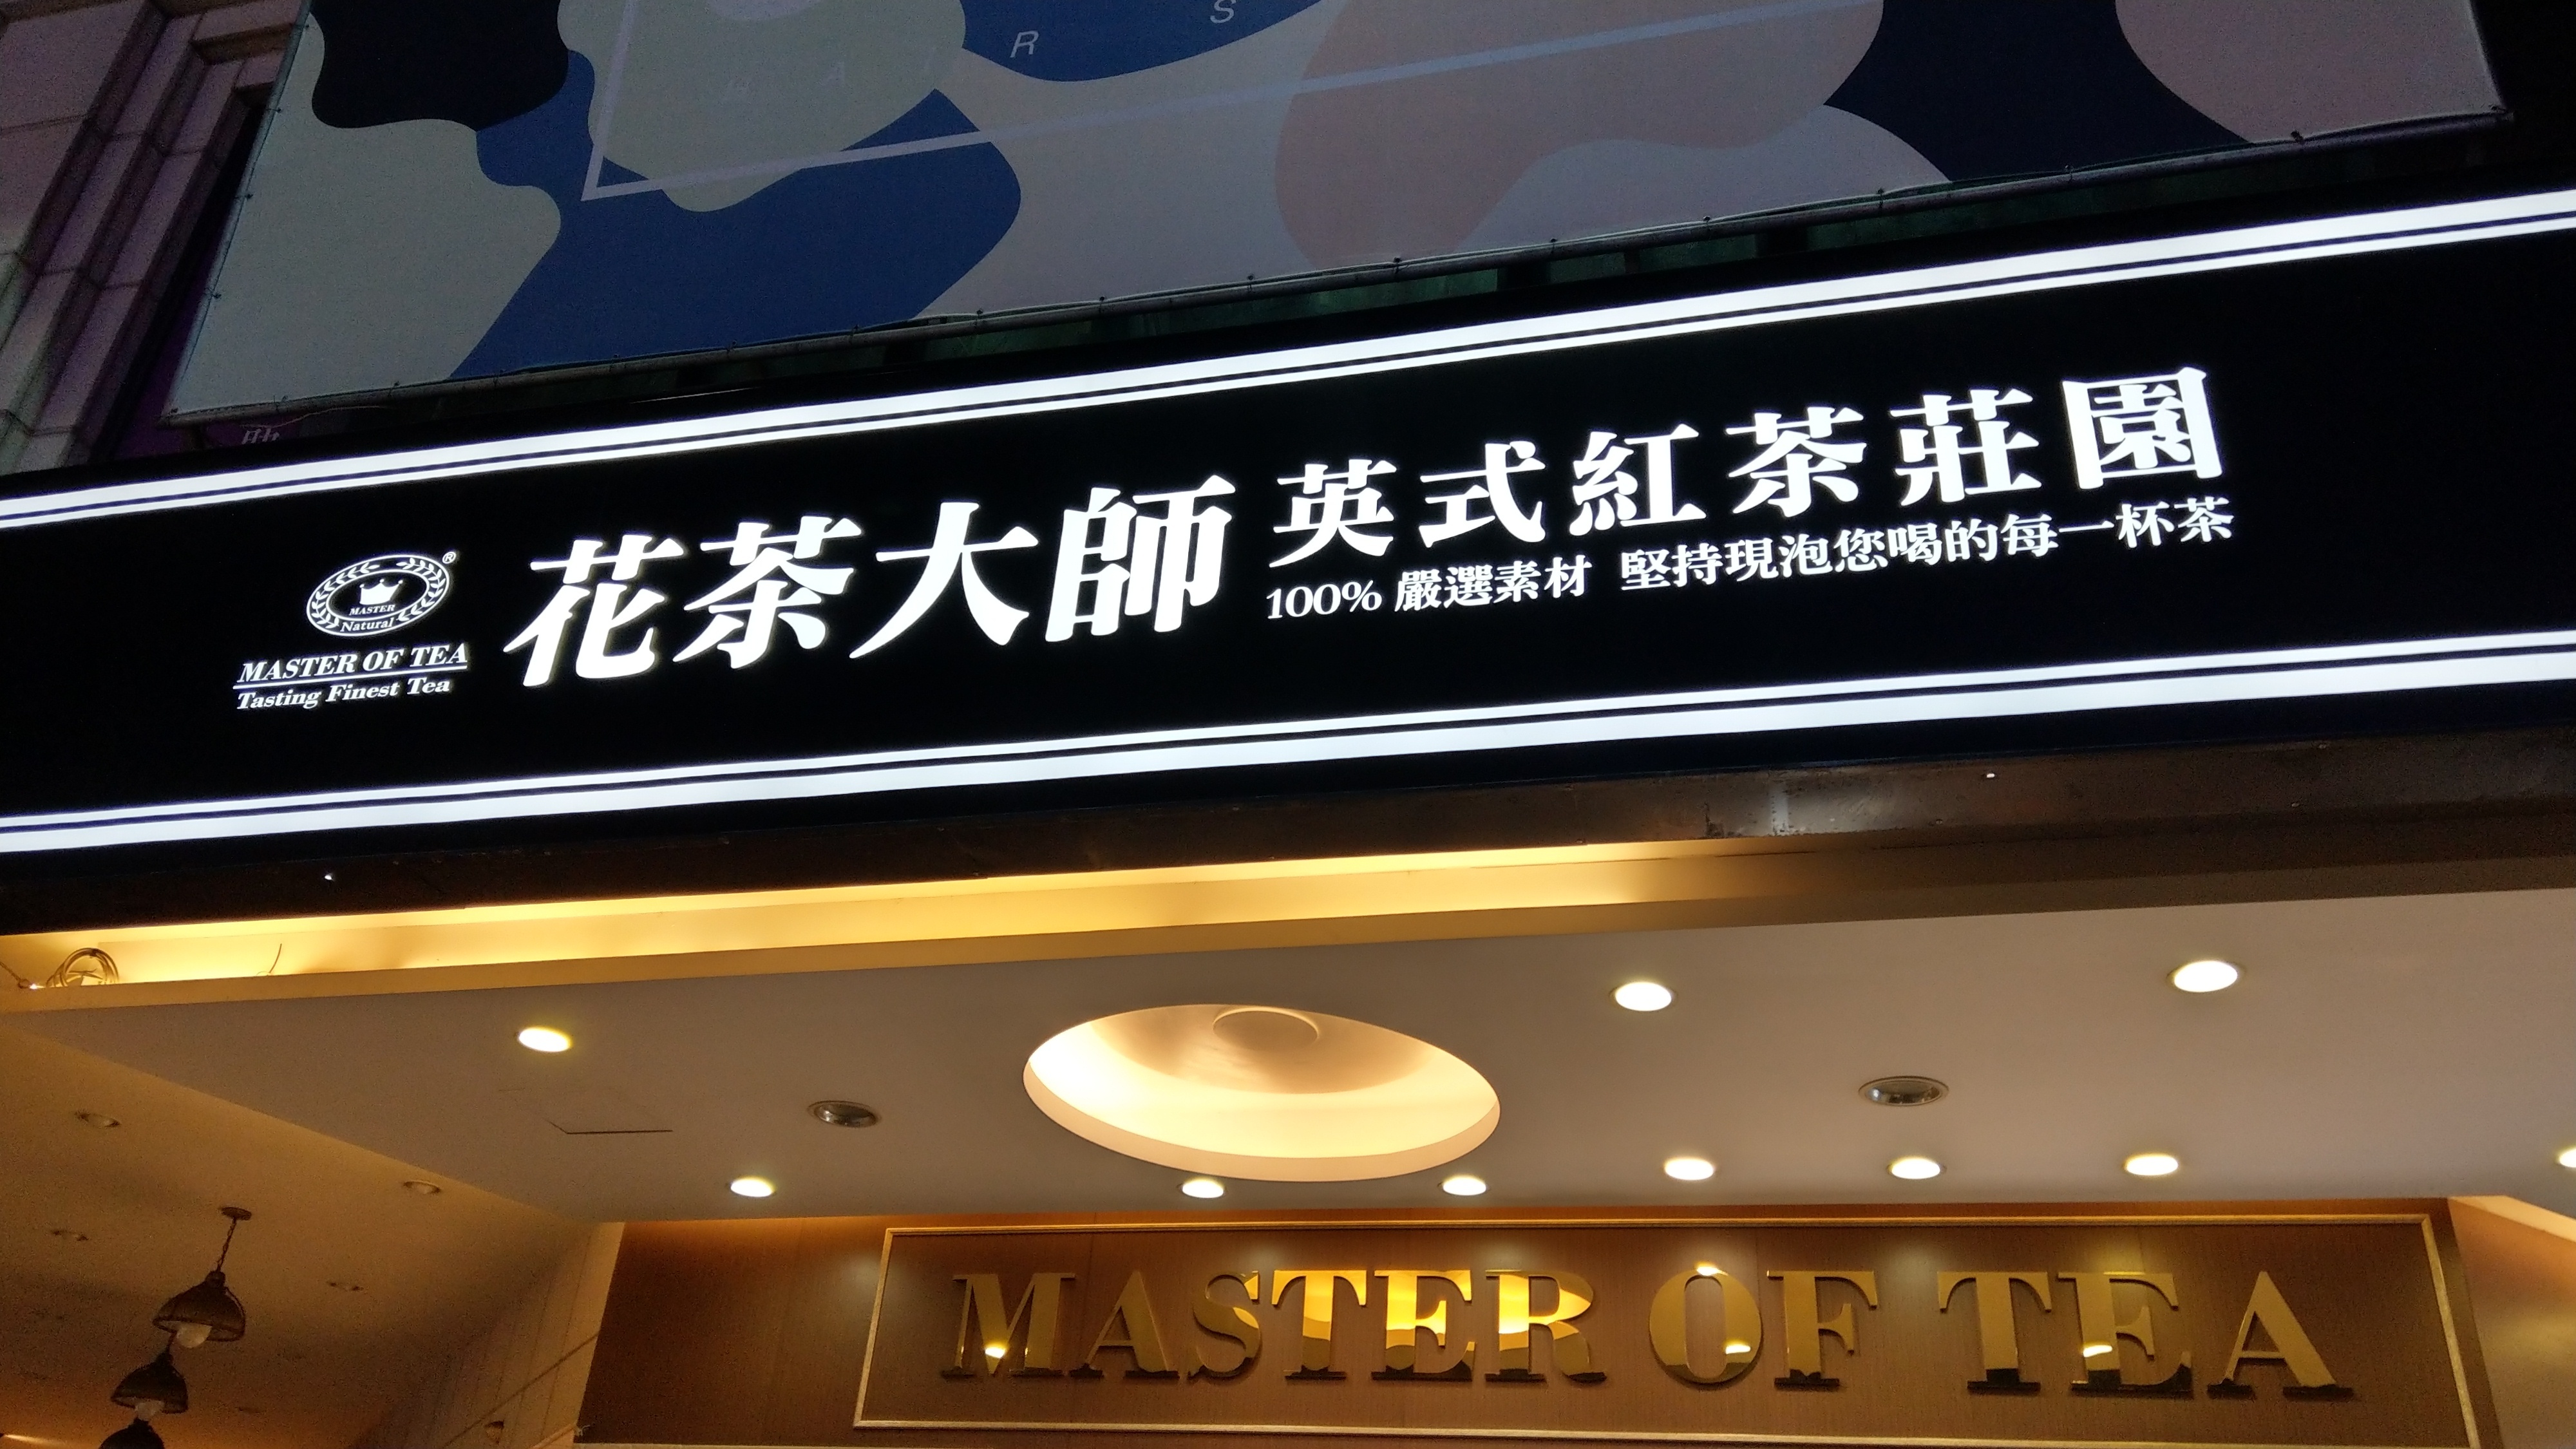 MASTER
Natural
®
MASTER OF TEA
Tasting Finest Tea
花茶大師
英式紅茶莊園
100% 嚴選素材 堅持現泡您喝的每一杯茶
MASTER OF TEA